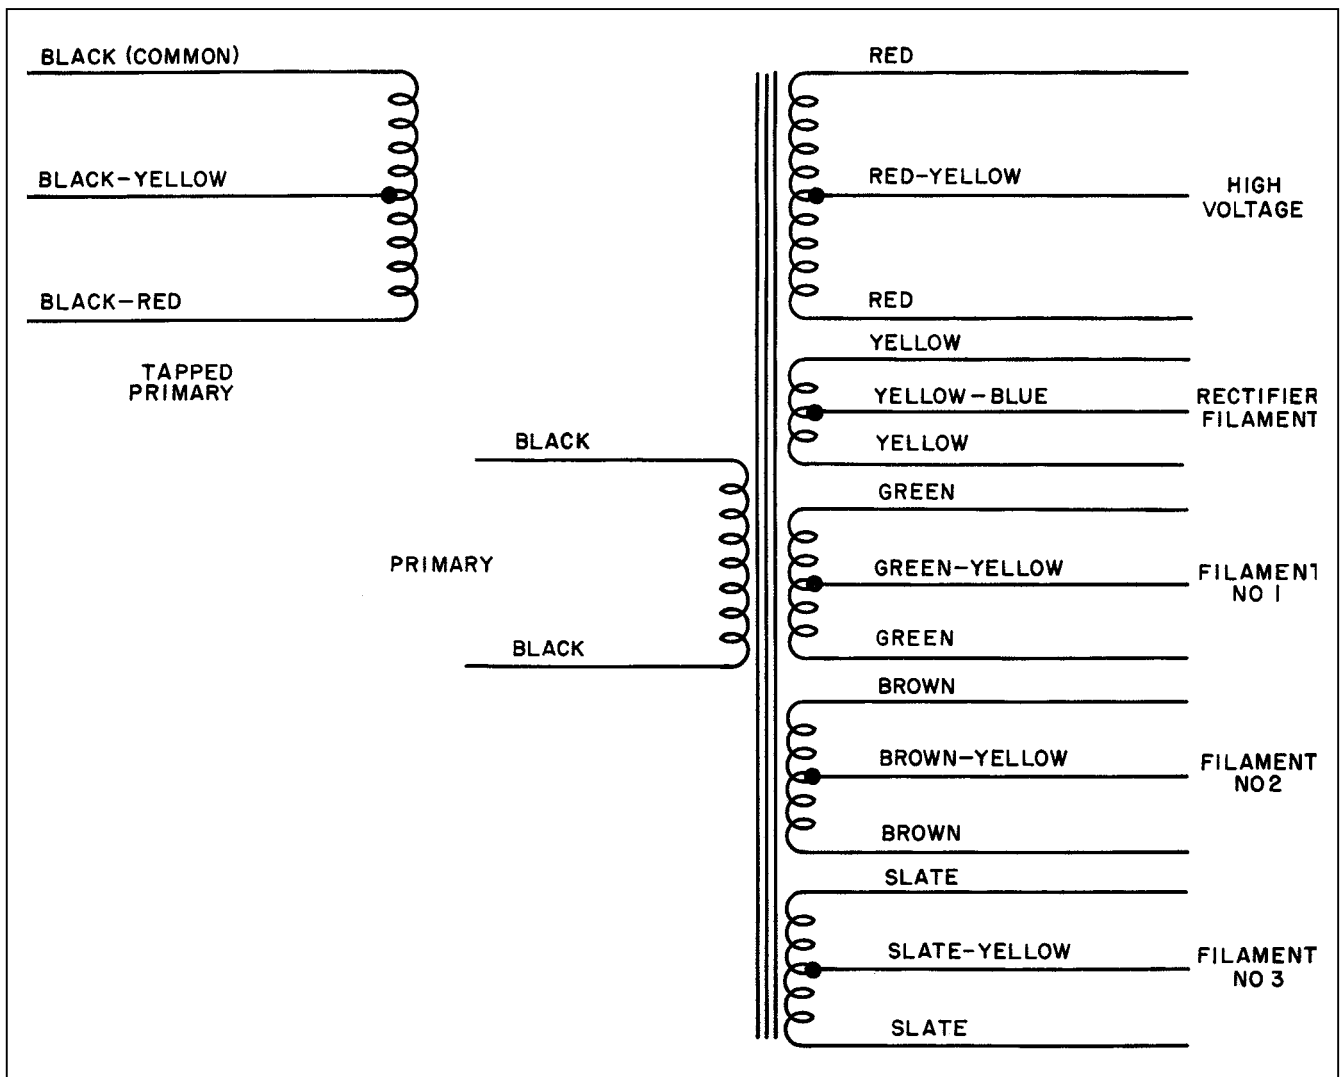 BLACK (COMMON)
BLACK-YELLOW
BLACK-RED
TAPPED
PRIMARY
BLACK
PRIMARY
BLACK
RED
RED-YELLOW
RED
HIGH
VOLTAGE
YELLOW
YELLOW-BLUE
YELLOW
RECTIFIER
FILAMENT
GREEN
GREEN-YELLOW
GREEN
FILAMENT
NO 1
BROWN
BROWN-YELLOW
BROWN
FILAMENT
NO 2
SLATE
SLATE-YELLOW
SLATE
FILAMENT
NO 3